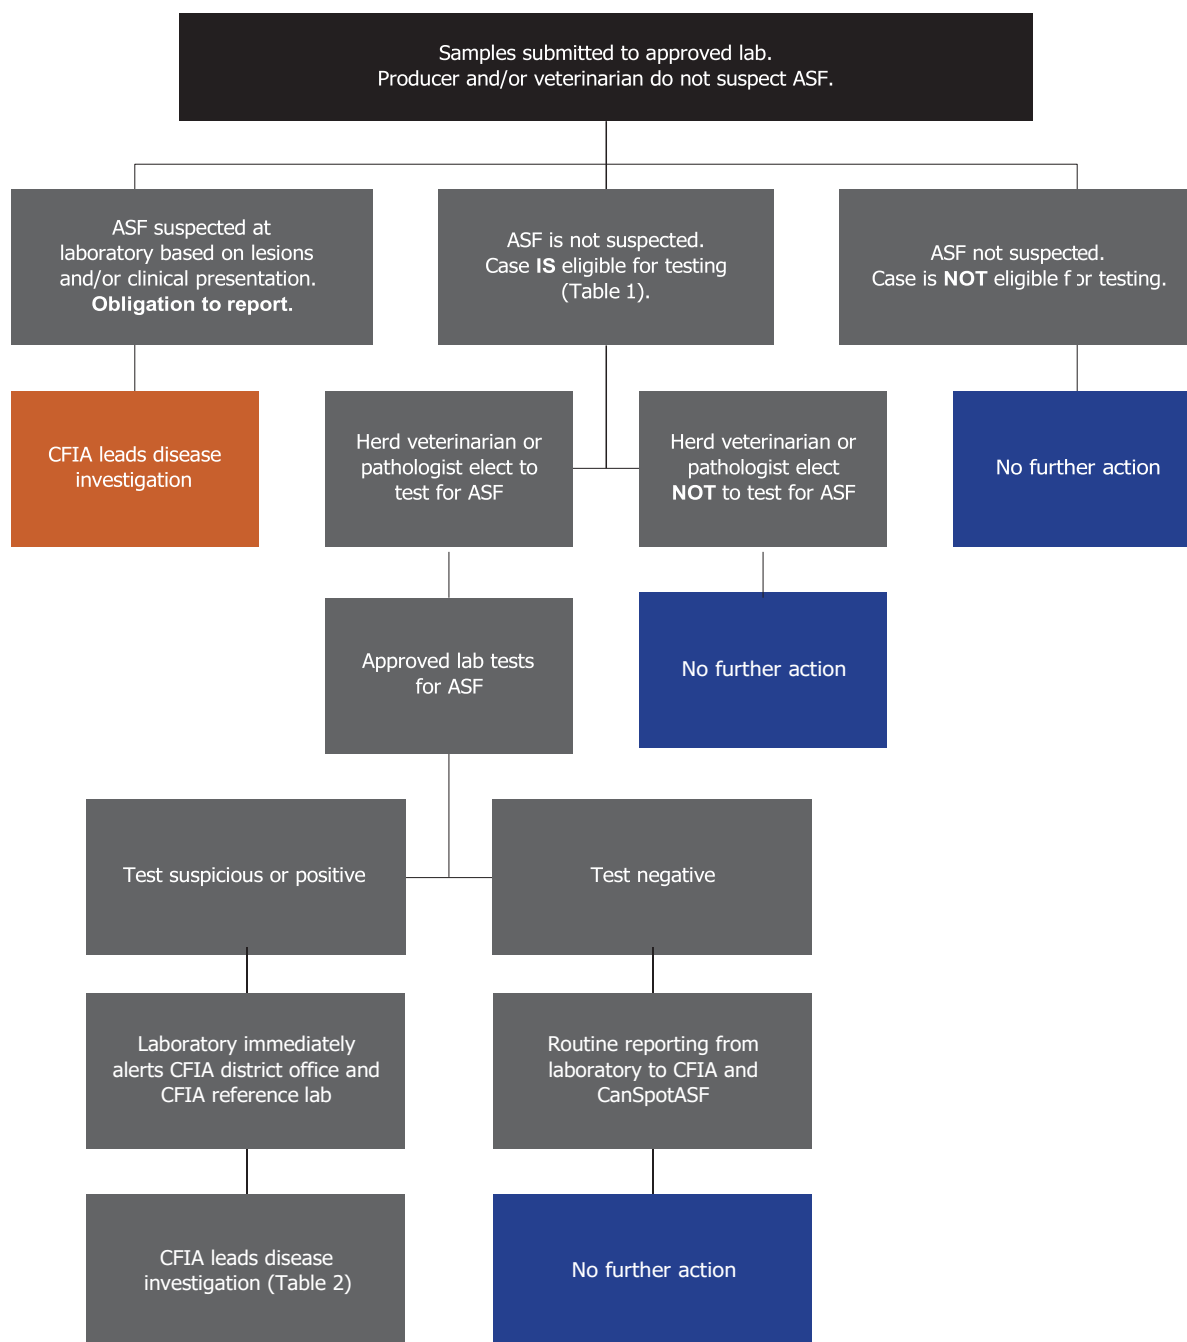 Samples submitted to approved lab.
Producer and/or veterinarian do not suspect ASF.
ASF suspected at
laboratory based on lesions
and/or clinical presentation.
Obligation to report.
ASF is not suspected.
Case IS eligible for testing
(Table 1).
ASF not suspected.
Case is NOT eligible for testing.
CFIA leads disease
investigation
Herd veterinarian or
pathologist elect to
test for ASF
Herd veterinarian or
pathologist elect
NOT to test for ASF
No further action
Approved lab tests
for ASF
No further action
Test suspicious or positive
Test negative
Laboratory immediately
alerts CFIA district office and
CFIA reference lab
Routine reporting from
laboratory to CFIA and
CanSpotASF
CFIA leads disease
investigation (Table 2)
No further action